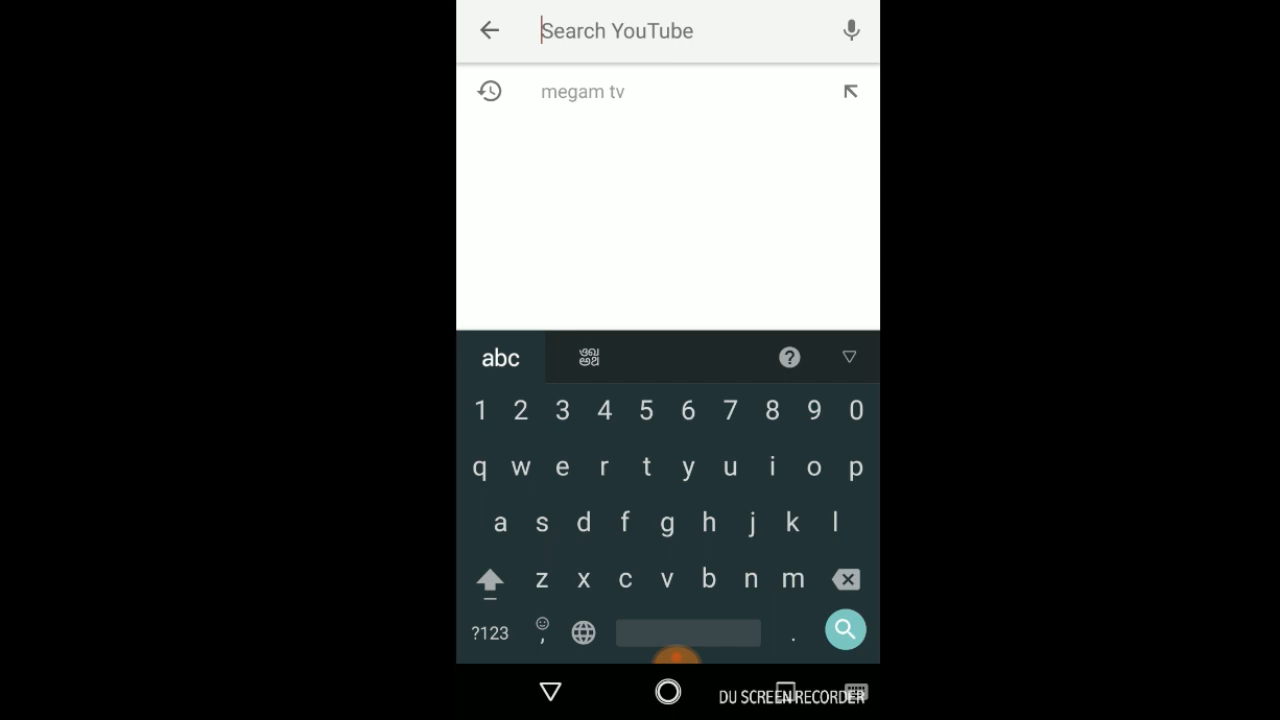 Search YouTube
megam tv
abc
1 2 3 4 5 6 7 8 9 0
q w e r t y u i o p
a s d f g h j k l
z x c v b n m
?123 , .
DU SCREEN RECORDER